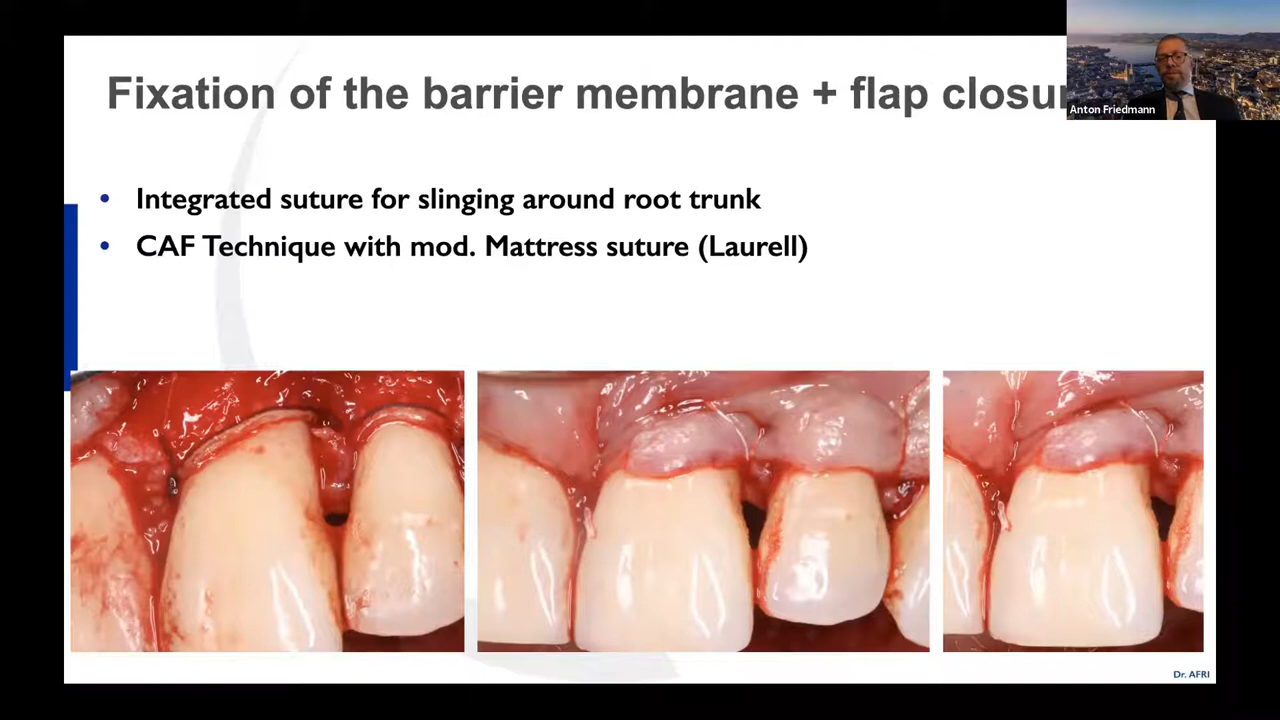 Fixation of the barrier membrane + flap
Anton Friedmann
• Integrated suture for slinging around root trunk
• CAF Technique with mod. Mattress suture (Laurell)
Dr. AFRI